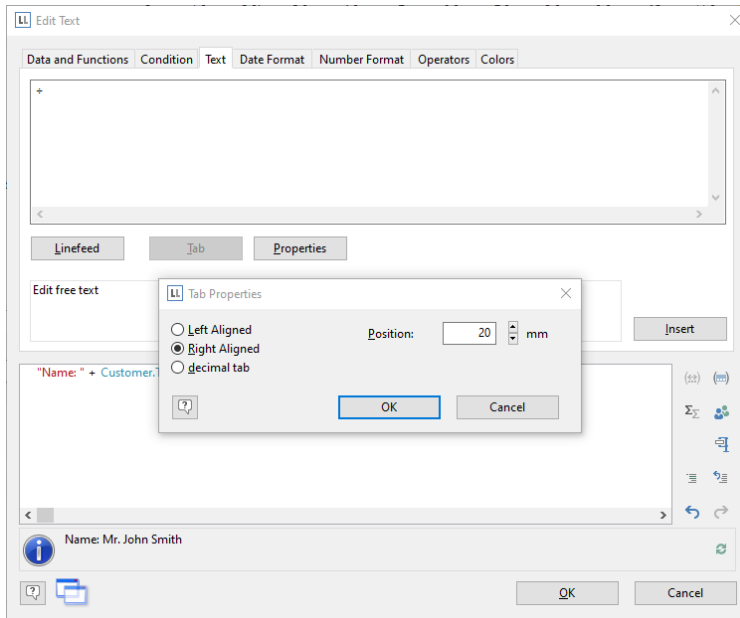 LL Edit Text
Data and Functions Condition Text Date Format Number Format Operators Colors
÷
Linefeed Tab Properties
Edit free text
Insert
LL Tab Properties
Left Aligned
Right Aligned
decimal tab
Position: 20 mm
OK Cancel
"Name: " + Customer.
Name: Mr. John Smith
OK Cancel